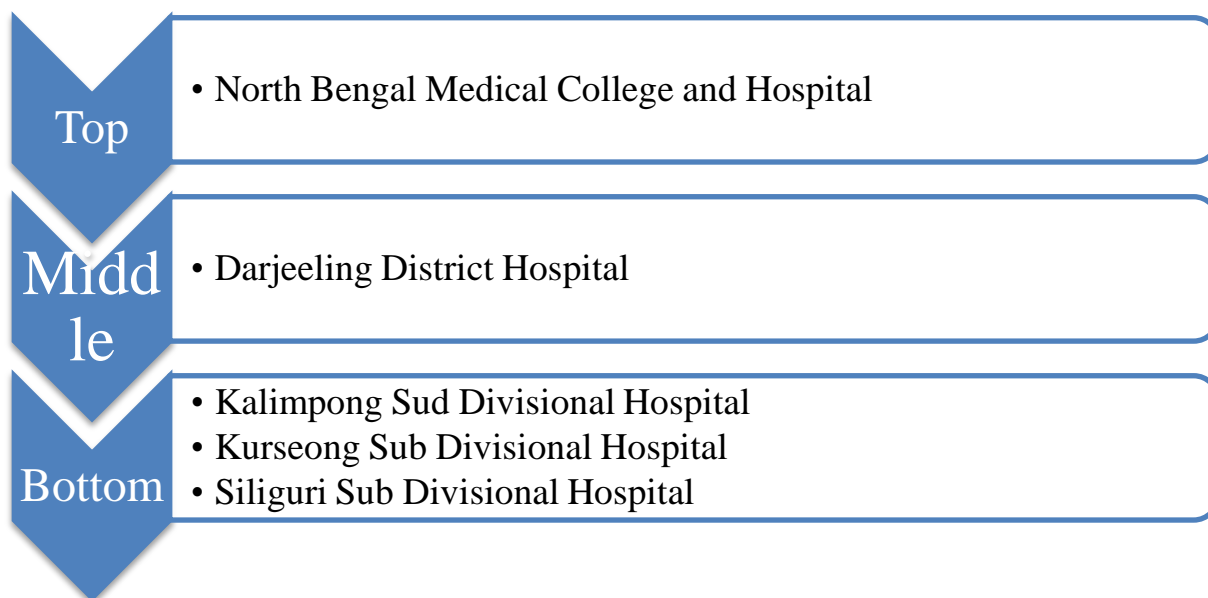 Top
• North Bengal Medical College and Hospital
Midd
le
• Darjeeling District Hospital
Bottom
• Kalimpong Sud Divisional Hospital
• Kurseong Sub Divisional Hospital
• Siliguri Sub Divisional Hospital